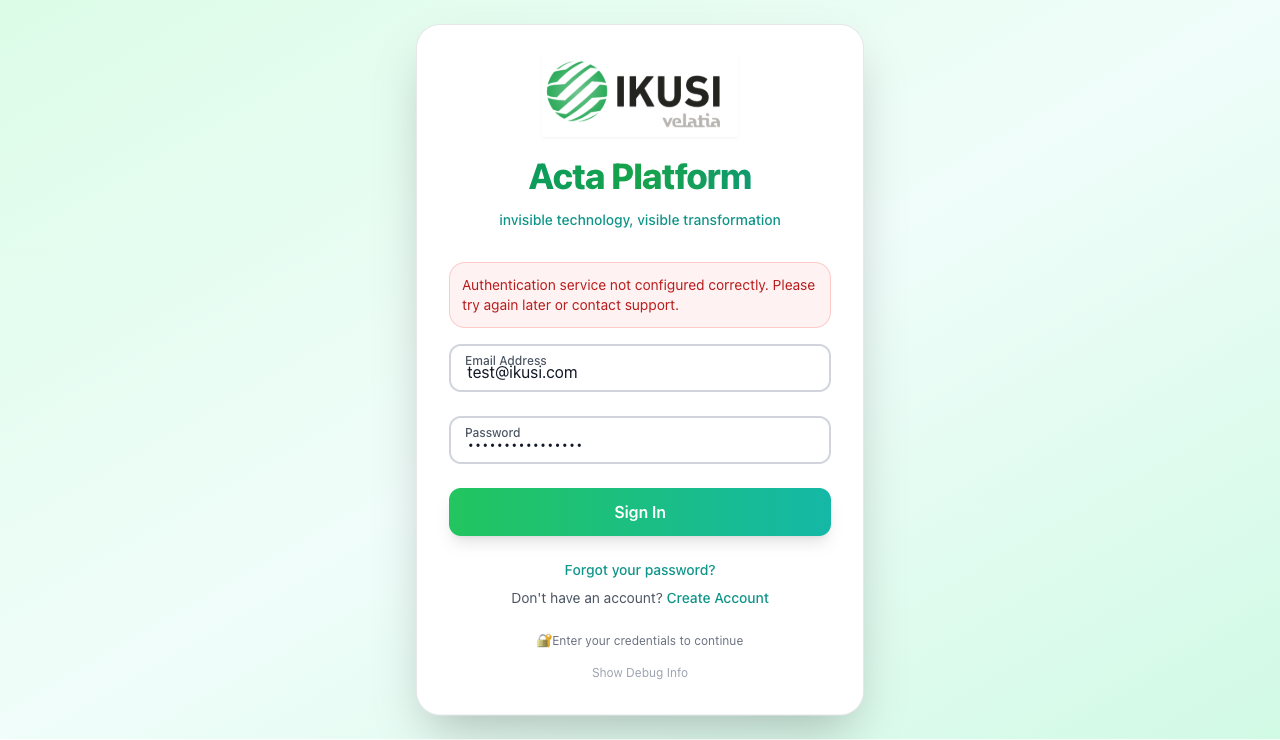 IKUSI
velatia
Acta Platform
invisible technology, visible transformation
Authentication service not configured correctly. Please
try again later or contact support.
Email Address
test@ikusi.com
Password
••••••••••••••••
Sign In
Forgot your password?
Don't have an account? Create Account
🔐Enter your credentials to continue
Show Debug Info